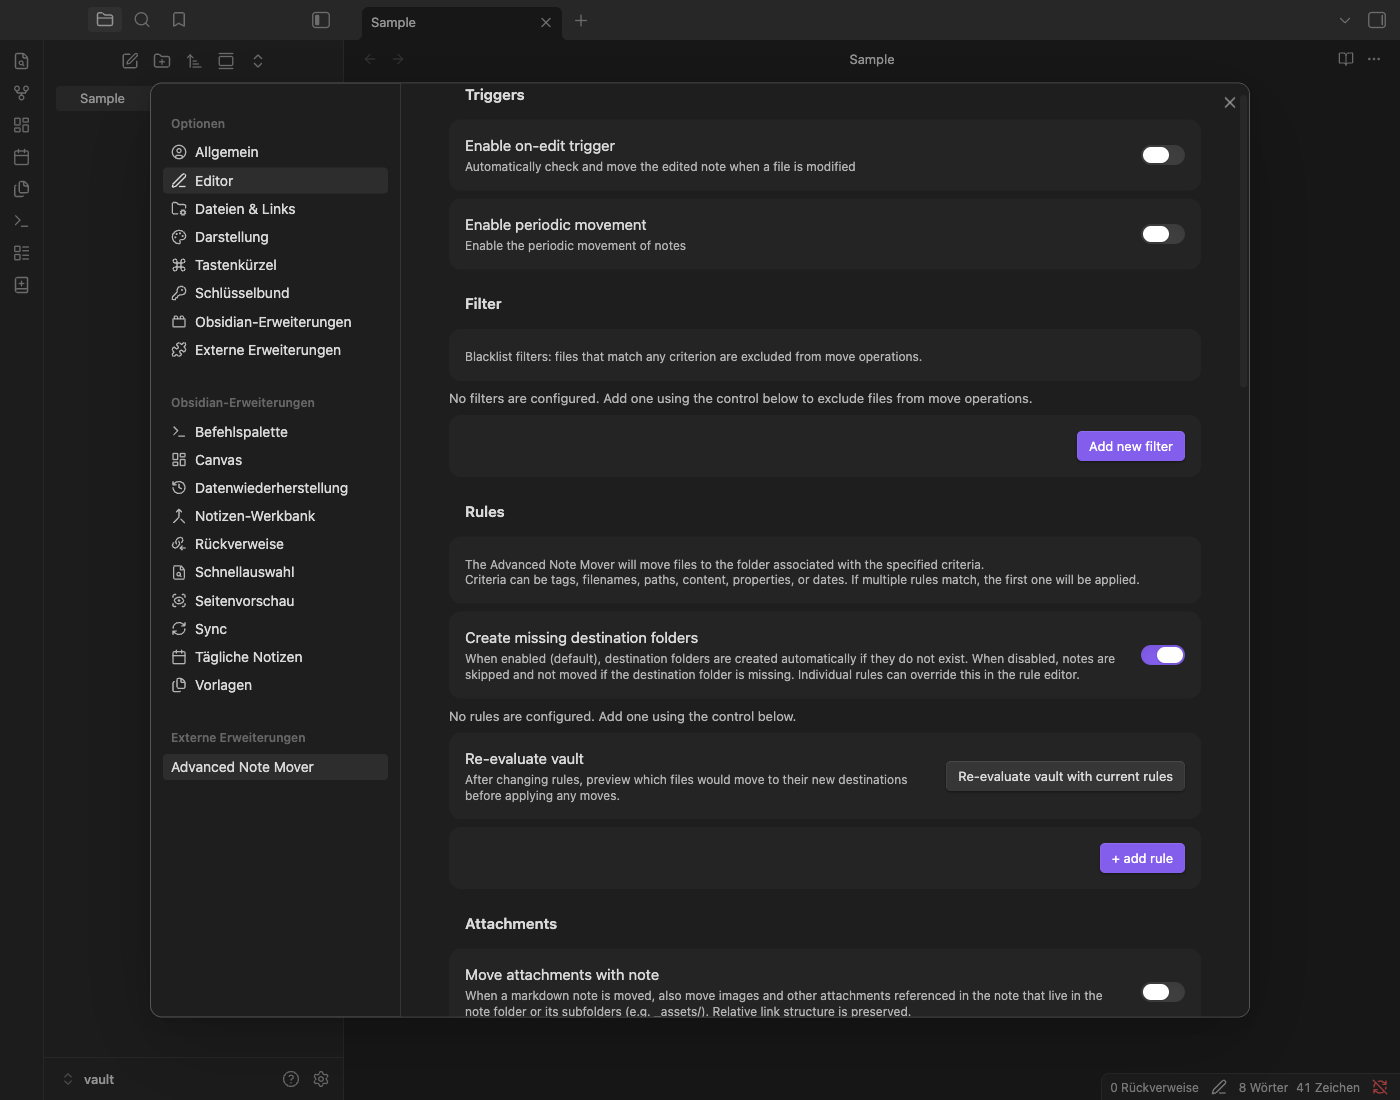 Sample
Sample
Sample
Optionen
Allgemein
Editor
Dateien & Links
Darstellung
Tastenkürzel
Schlüsselbund
Obsidian-Erweiterungen
Externe Erweiterungen
Obsidian-Erweiterungen
Befehlspalette
Canvas
Datenwiederherstellung
Notizen-Werkbank
Rückverweise
Schnellauswahl
Seitenvorschau
Sync
Tägliche Notizen
Vorlagen
Externe Erweiterungen
Advanced Note Mover
Triggers
Enable on-edit trigger
Automatically check and move the edited note when a file is modified
Enable periodic movement
Enable the periodic movement of notes
Filter
Blacklist filters: files that match any criterion are excluded from move operations.
No filters are configured. Add one using the control below to exclude files from move operations.
Add new filter
Rules
The Advanced Note Mover will move files to the folder associated with the specified criteria.
Criteria can be tags, filenames, paths, content, properties, or dates. If multiple rules match, the first one will be applied.
Create missing destination folders
When enabled (default), destination folders are created automatically if they do not exist. When disabled, notes are
skipped and not moved if the destination folder is missing. Individual rules can override this in the rule editor.
No rules are configured. Add one using the control below.
Re-evaluate vault
After changing rules, preview which files would move to their new destinations
before applying any moves.
Re-evaluate vault with current rules
+ add rule
Attachments
Move attachments with note
When a markdown note is moved, also move images and other attachments referenced in the note that live in the
note folder or its subfolders (e.g. _assets/). Relative link structure is preserved.
vault
0 Rückverweise
8 Wörter
41 Zeichen